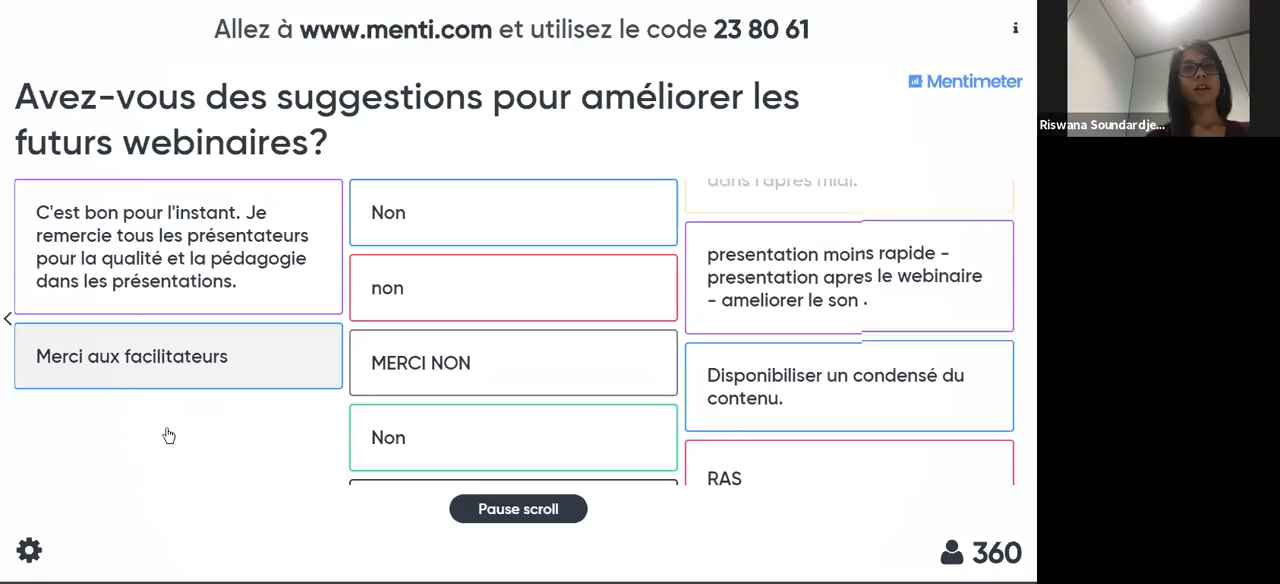 Allez à www.menti.com et utilisez le code 23 80 61
Mentimeter
Avez-vous des suggestions pour améliorer les
futurs webinaires?
C'est bon pour l'instant. Je
remercie tous les présentateurs
pour la qualité et la pédagogie
dans les présentations.
Merci aux facilitateurs
Non
non
MERCI NON
Non
dans l'après midi.
presentation moins rapide -
presentation apres le webinaire
- ameliorer le son .
Disponibiliser un condensé du
contenu.
RAS
Pause scroll
360
Riswana Soundardje...